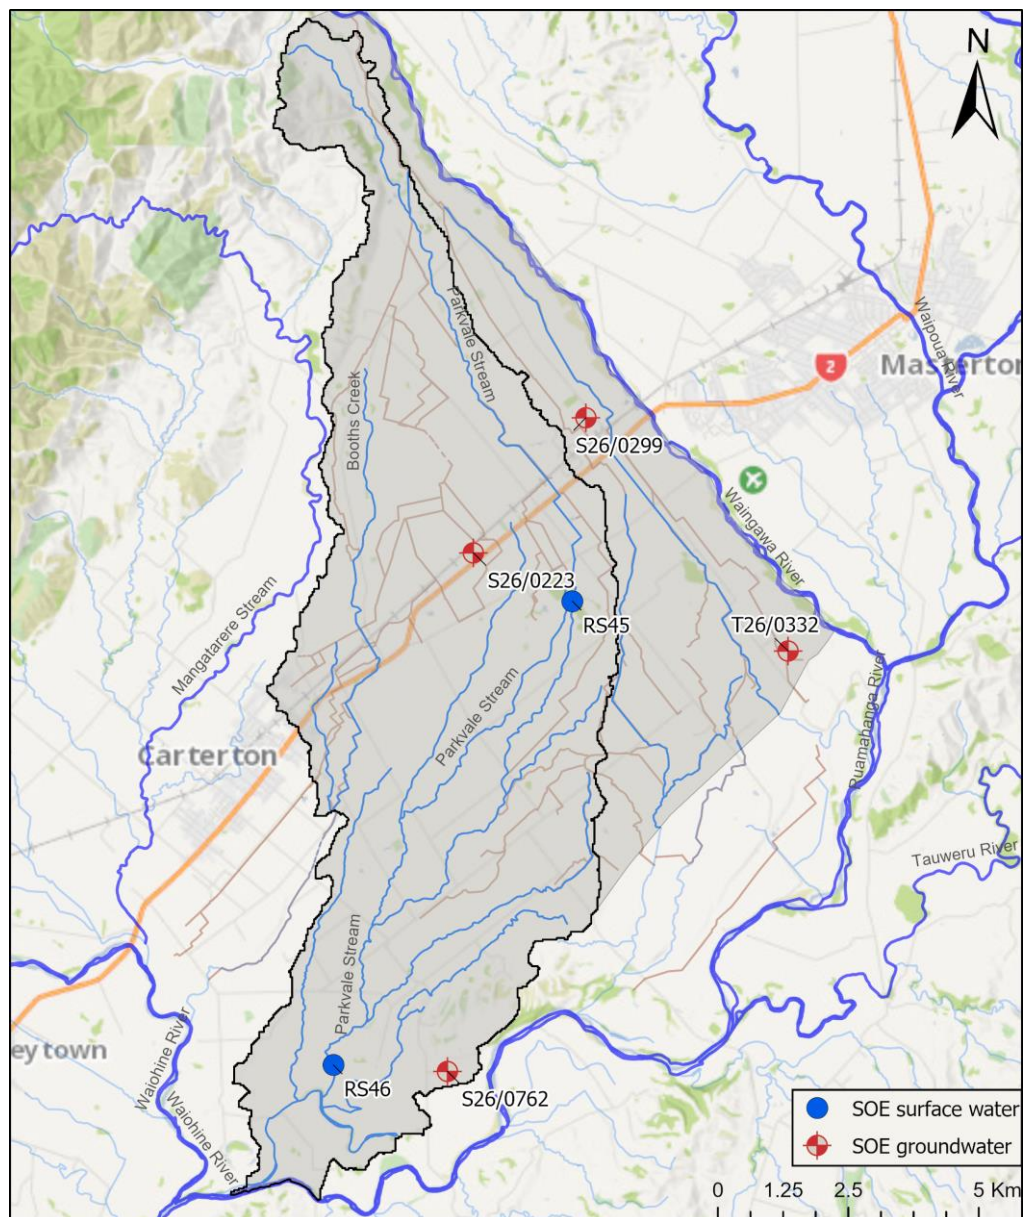 N
Parkvale Stream
Waipoua River
2
Masterton
Booths Creek
S26/0299
Waingawa River
S26/0223
RS45
T26/0332
Mangatarere Stream
Parkvale Stream
Ruamahanga River
Carterton
Tauweru River
Parkvale Stream
Waiohine River
eytown
RS46
S26/0762
Waiohine River
SOE surface water
SOE groundwater
0 1.25 2.5 5 Km